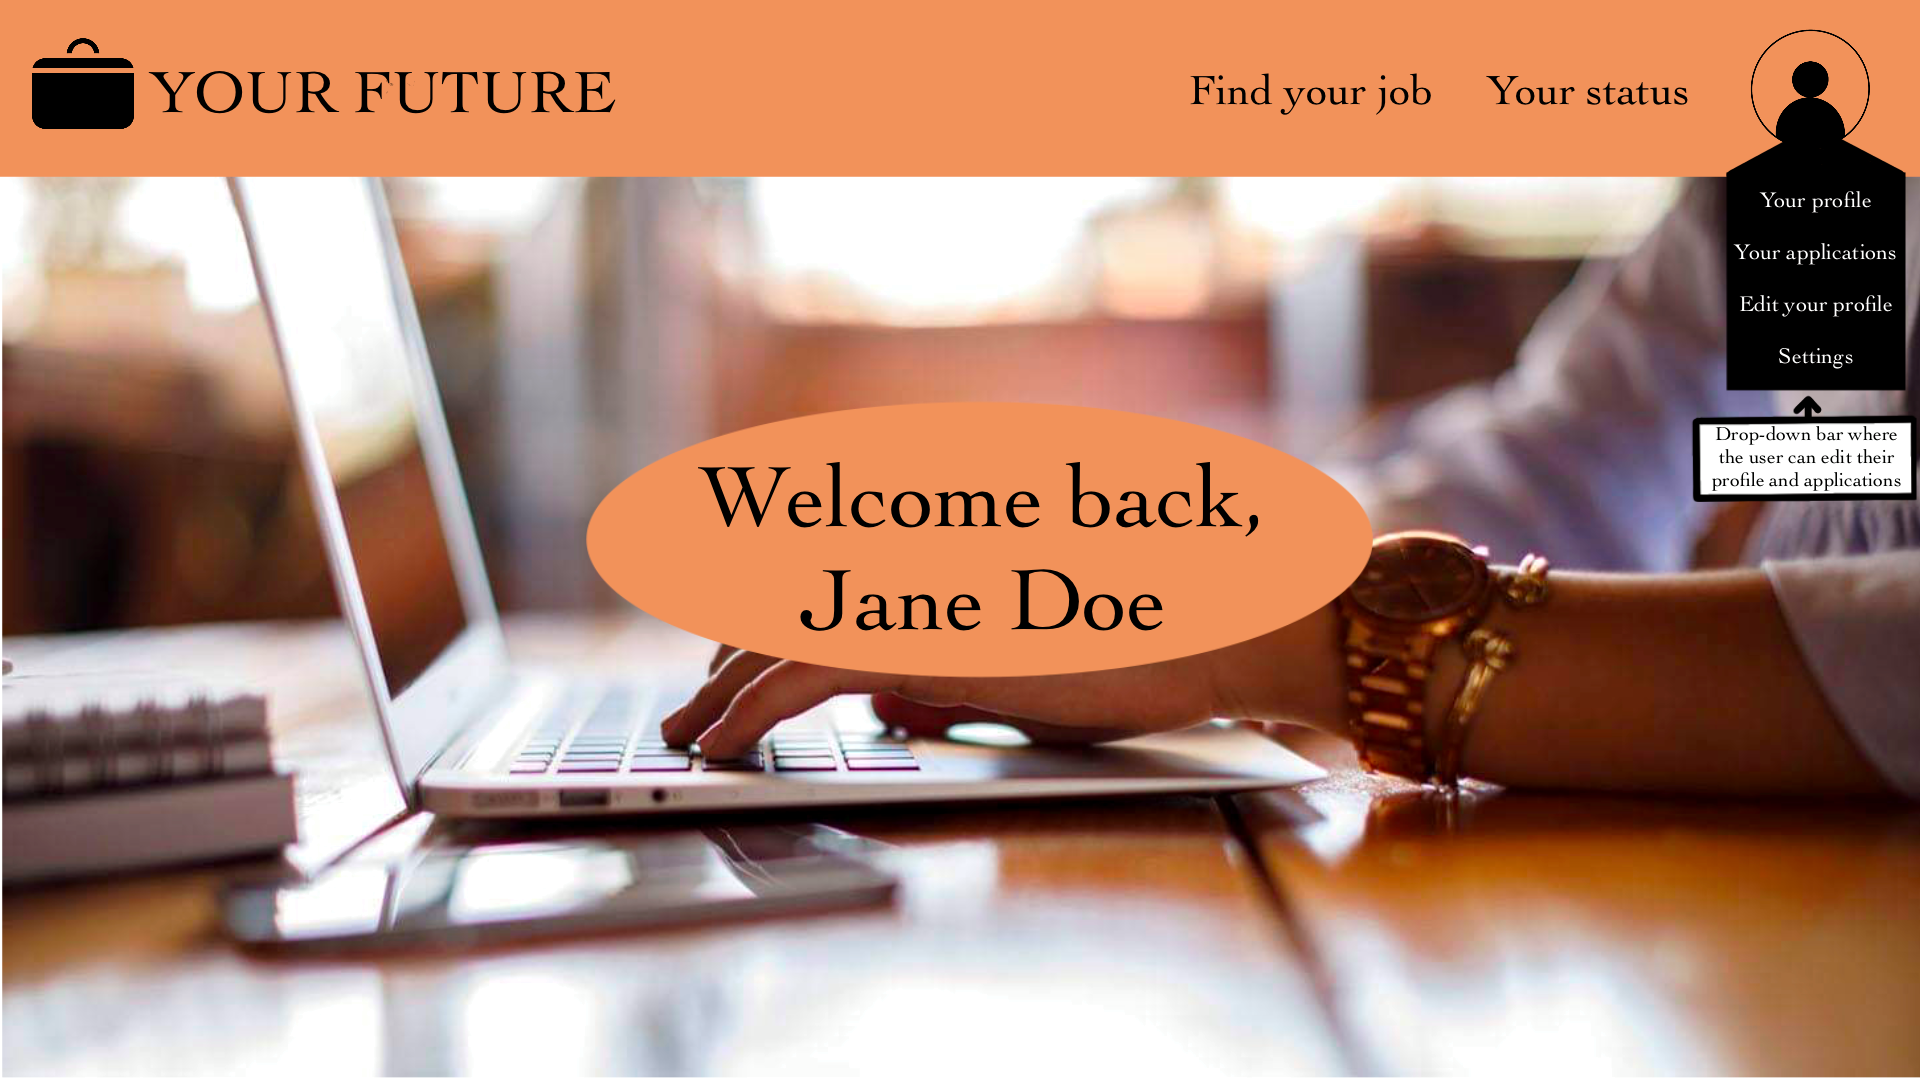 YOUR FUTURE
Find your job
Your status
Your profile
Your applications
Edit your profile
Settings
Drop-down bar where
the user can edit their
profile and applications
Welcome back,
Jane Doe